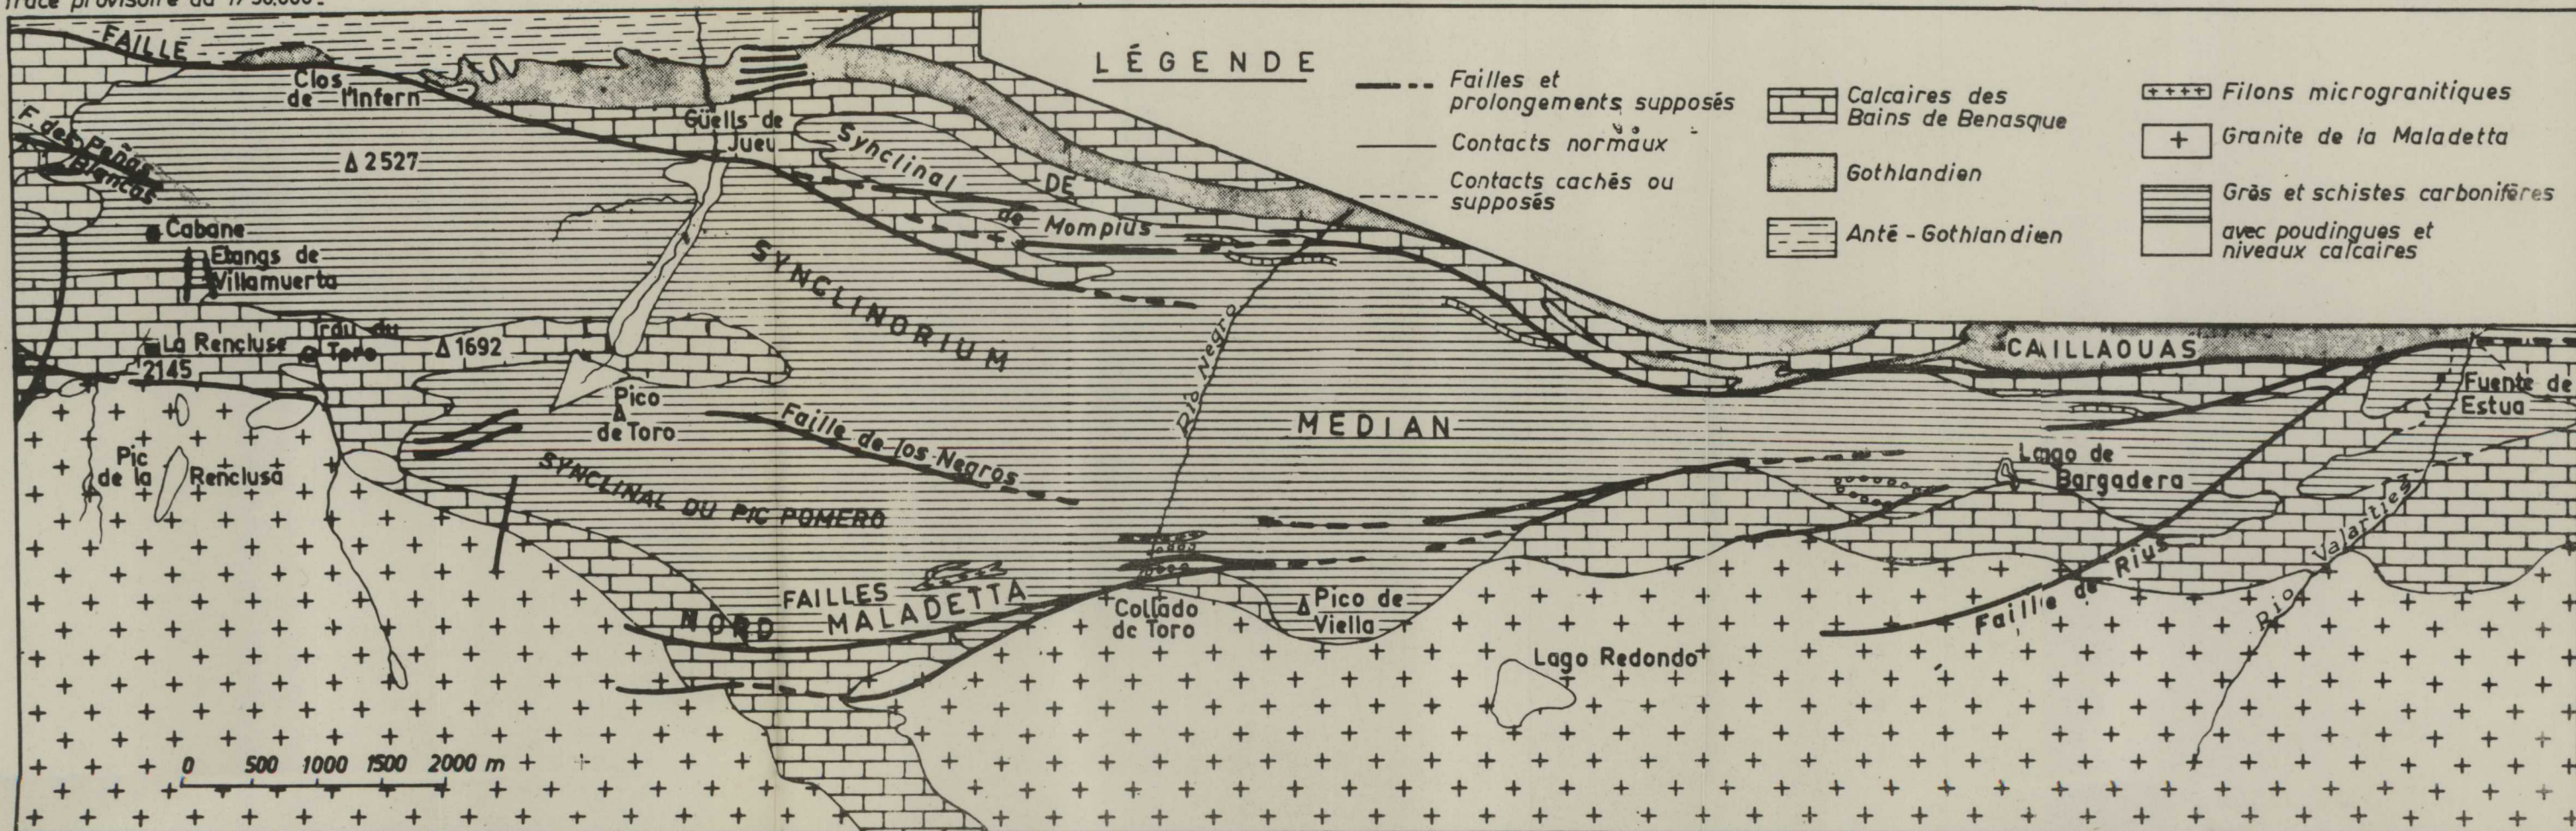 Tracé provisoire au 1/50.000e
FAILLE
Clos
de l'Infern
F. des Peñas
Blancas
Δ 2527
Güells de
Jueu
Synclinal
de Mompius
DE
Cabane
Etangs de
Villamuerta
La Rencluse
2145
Trou du
Toro
Δ 1692
SYNCLINORIUM
MEDIAN
CAILLAOUAS
Fuente de
Estua
Pico
Δ
de Toro
Faille de los Negros
Rio Negro
Pic
de la Renclusa
SYNCLINAL DU PIC POMERO
Lago de
Bargadera
Rio Valarties
FAILLES
NORD MALADETTA
Collado
de Toro
Δ Pico de
Viella
Faille de Rius
Lago Redondo
0 500 1000 1500 2000 m
LÉGENDE
Failles et
prolongements supposés
Contacts normaux
Contacts cachés ou
supposés
Calcaires des
Bains de Benasque
Gothlandien
Anté-Gothlandien
Filons microgranitiques
Granite de la Maladetta
Grès et schistes carbonifères
avec poudingues et
niveaux calcaires